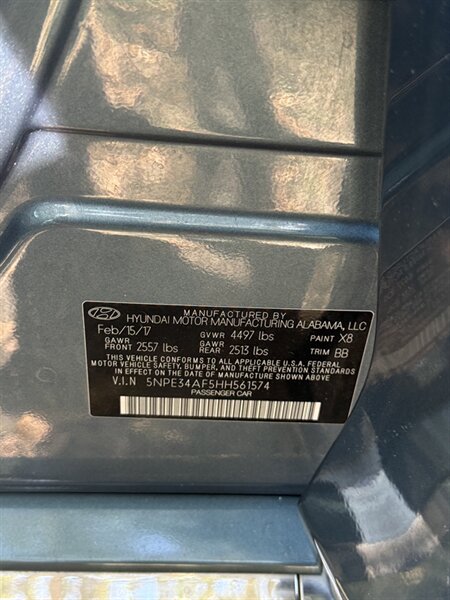 MANUFACTURED BY
HYUNDAI MOTOR MANUFACTURING ALABAMA, LLC
Feb/15/17 GVWR 4497 lbs PAINT X8
GAWR FRONT 2557 lbs GAWR REAR 2513 lbs TRIM BB
THIS VEHICLE CONFORMS TO ALL APPLICABLE U.S.A. FEDERAL
MOTOR VEHICLE SAFETY, BUMPER, AND THEFT PREVENTION STANDARDS
IN EFFECT ON THE DATE OF MANUFACTURE SHOWN ABOVE.
V.I.N 5NPE34AF5HH561574
PASSENGER CAR